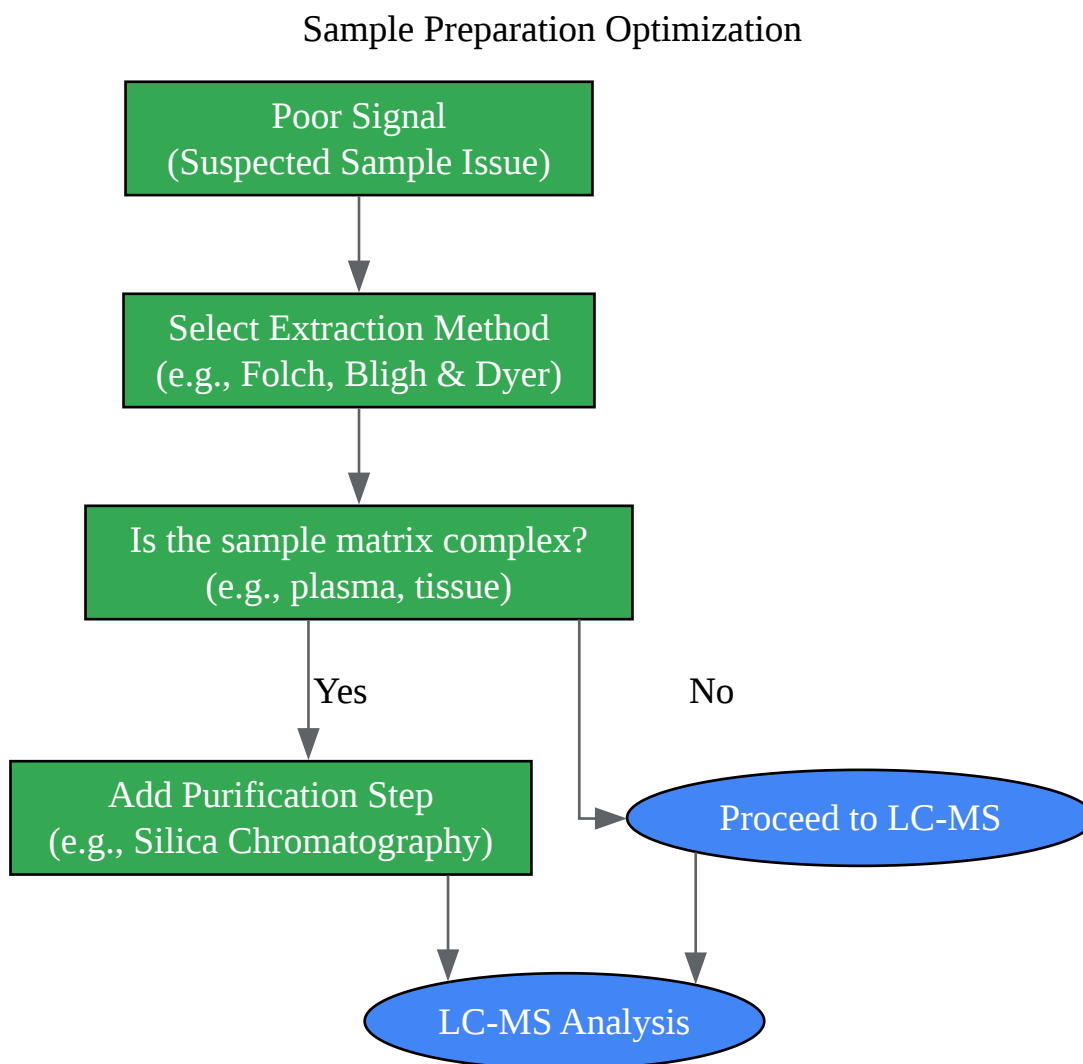 Sample Preparation Optimization
Poor Signal
(Suspected Sample Issue)
Select Extraction Method
(e.g., Folch, Bligh & Dyer)
Is the sample matrix complex?
(e.g., plasma, tissue)
Yes
No
Add Purification Step
(e.g., Silica Chromatography)
Proceed to LC-MS
LC-MS Analysis